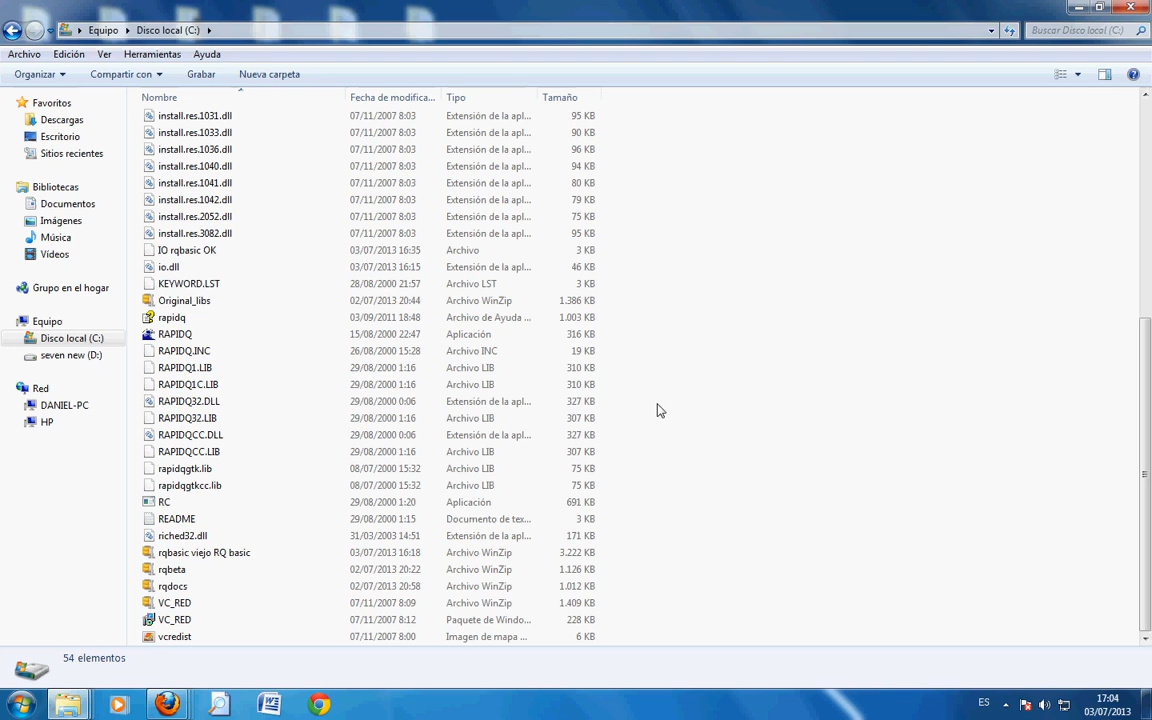 Equipo Disco local (C:)
Buscar Disco local (C:)
Archivo Edición Ver Herramientas Ayuda
Organizar Compartir con Grabar Nueva carpeta
Nombre Fecha de modifica... Tipo Tamaño
install.res.1031.dll 07/11/2007 8:03 Extensión de la apl... 95 KB
install.res.1033.dll 07/11/2007 8:03 Extensión de la apl... 90 KB
install.res.1036.dll 07/11/2007 8:03 Extensión de la apl... 96 KB
install.res.1040.dll 07/11/2007 8:03 Extensión de la apl... 94 KB
install.res.1041.dll 07/11/2007 8:03 Extensión de la apl... 80 KB
install.res.1042.dll 07/11/2007 8:03 Extensión de la apl... 79 KB
install.res.2052.dll 07/11/2007 8:03 Extensión de la apl... 75 KB
install.res.3082.dll 07/11/2007 8:03 Extensión de la apl... 95 KB
IO rqbasic OK 03/07/2013 16:35 Archivo 3 KB
io.dll 03/07/2013 16:15 Extensión de la apl... 46 KB
KEYWORD.LST 28/08/2000 21:57 Archivo LST 3 KB
Original_libs 02/07/2013 20:44 Archivo WinZip 1.386 KB
rapidq 03/09/2011 18:48 Archivo de Ayuda ... 1.003 KB
RAPIDQ 15/08/2000 22:47 Aplicación 316 KB
RAPIDQ.INC 26/08/2000 15:28 Archivo INC 19 KB
RAPIDQ1.LIB 29/08/2000 1:16 Archivo LIB 310 KB
RAPIDQ1C.LIB 29/08/2000 1:16 Archivo LIB 310 KB
RAPIDQ32.DLL 29/08/2000 0:06 Extensión de la apl... 327 KB
RAPIDQ32.LIB 29/08/2000 1:16 Archivo LIB 307 KB
RAPIDQCC.DLL 29/08/2000 0:06 Extensión de la apl... 327 KB
RAPIDQCC.LIB 29/08/2000 1:16 Archivo LIB 307 KB
rapidqgtk.lib 08/07/2000 15:32 Archivo LIB 75 KB
rapidqgtkcc.lib 08/07/2000 15:32 Archivo LIB 75 KB
RC 29/08/2000 1:20 Aplicación 691 KB
README 29/08/2000 1:15 Documento de tex... 3 KB
riched32.dll 31/03/2003 14:51 Extensión de la apl... 171 KB
rqbasic viejo RQ basic 03/07/2013 16:18 Archivo WinZip 3.222 KB
rqbeta 02/07/2013 20:22 Archivo WinZip 1.126 KB
rqdocs 02/07/2013 20:58 Archivo WinZip 1.012 KB
VC_RED 07/11/2007 8:09 Archivo WinZip 1.409 KB
VC_RED 07/11/2007 8:12 Paquete de Windo... 228 KB
vcredist 07/11/2007 8:00 Imagen de mapa ... 6 KB
Favoritos
Descargas
Escritorio
Sitios recientes
Bibliotecas
Documentos
Imágenes
Música
Vídeos
Grupo en el hogar
Equipo
Disco local (C:)
seven new (D:)
Red
DANIEL-PC
HP
54 elementos
ES
17:04
03/07/2013